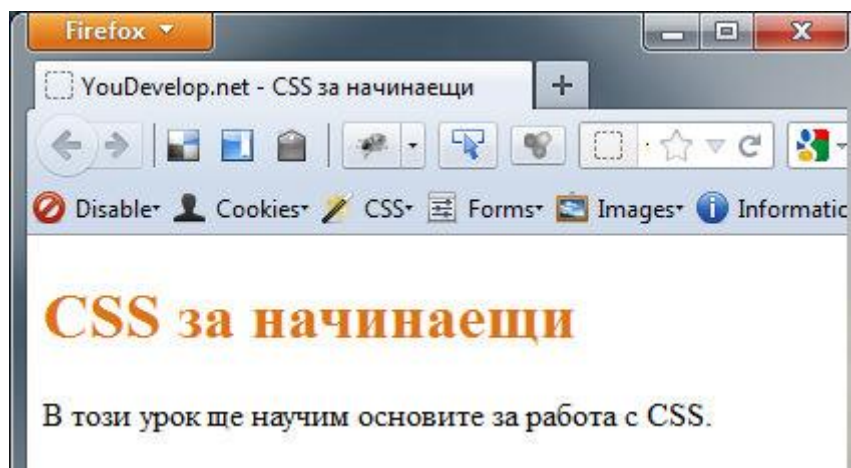 Firefox
YouDevelop.net - CSS за начинаещи
Disable Cookies CSS Forms Images Informatic
CSS за начинаещи
В този урок ще научим основите за работа с CSS.